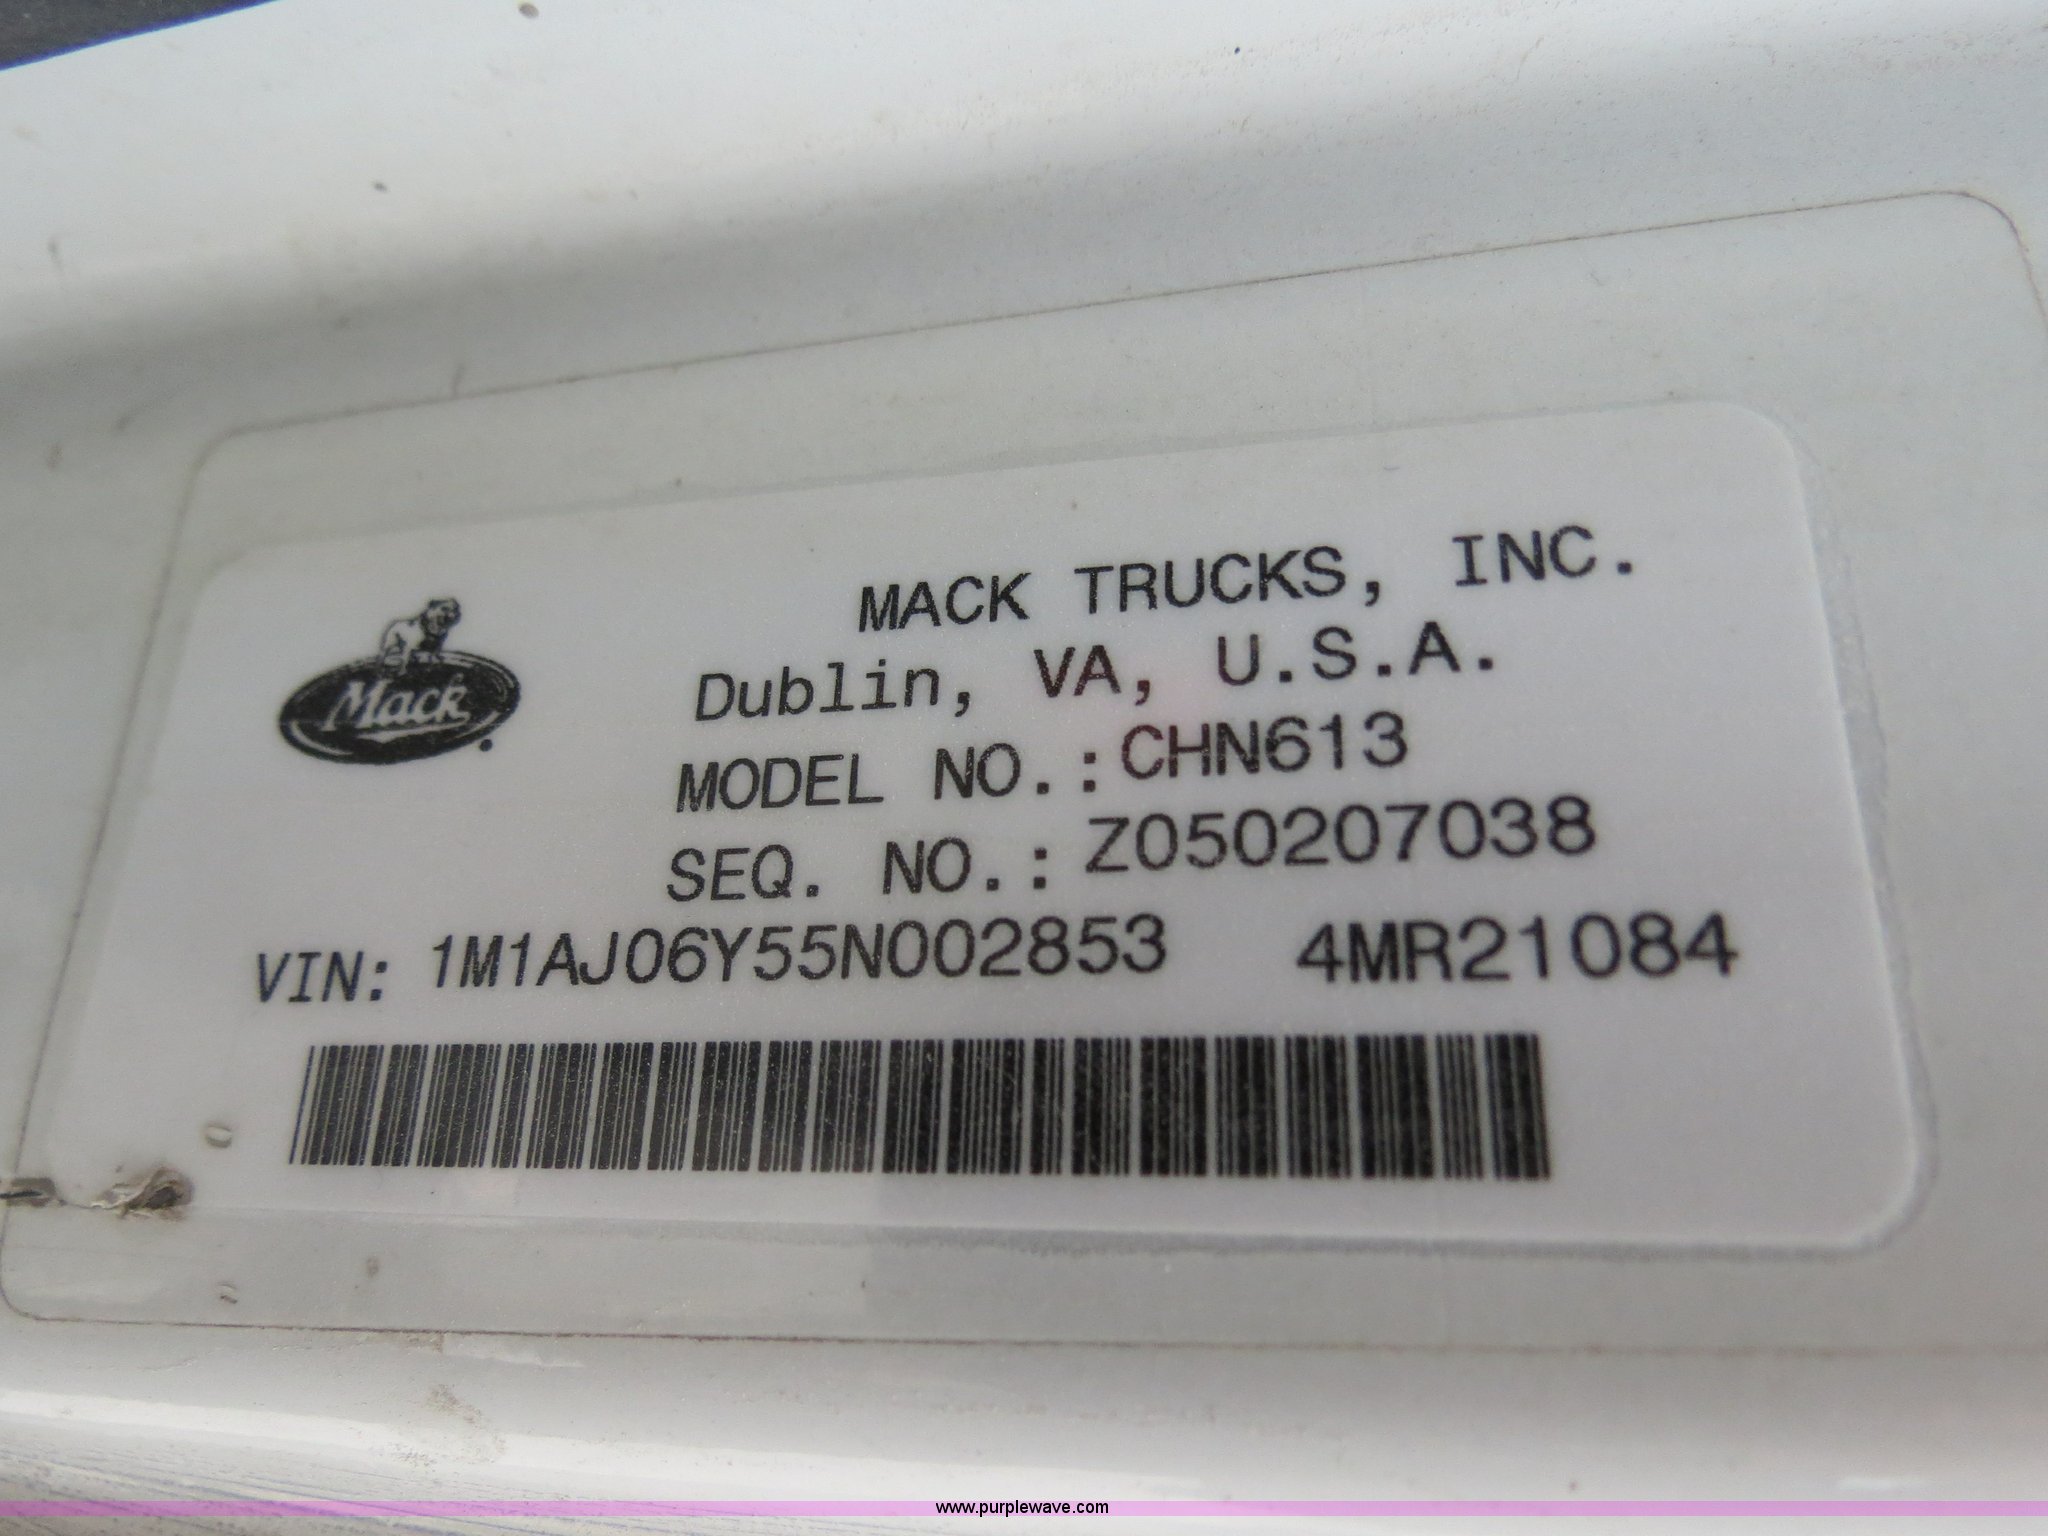 MACK TRUCKS, INC.
Mack
Dublin, VA, U.S.A.
MODEL NO.: CHN613
SEQ. NO.: Z050207038
VIN: 1M1AJ06Y55N002853 4MR21084
www.purplewave.com